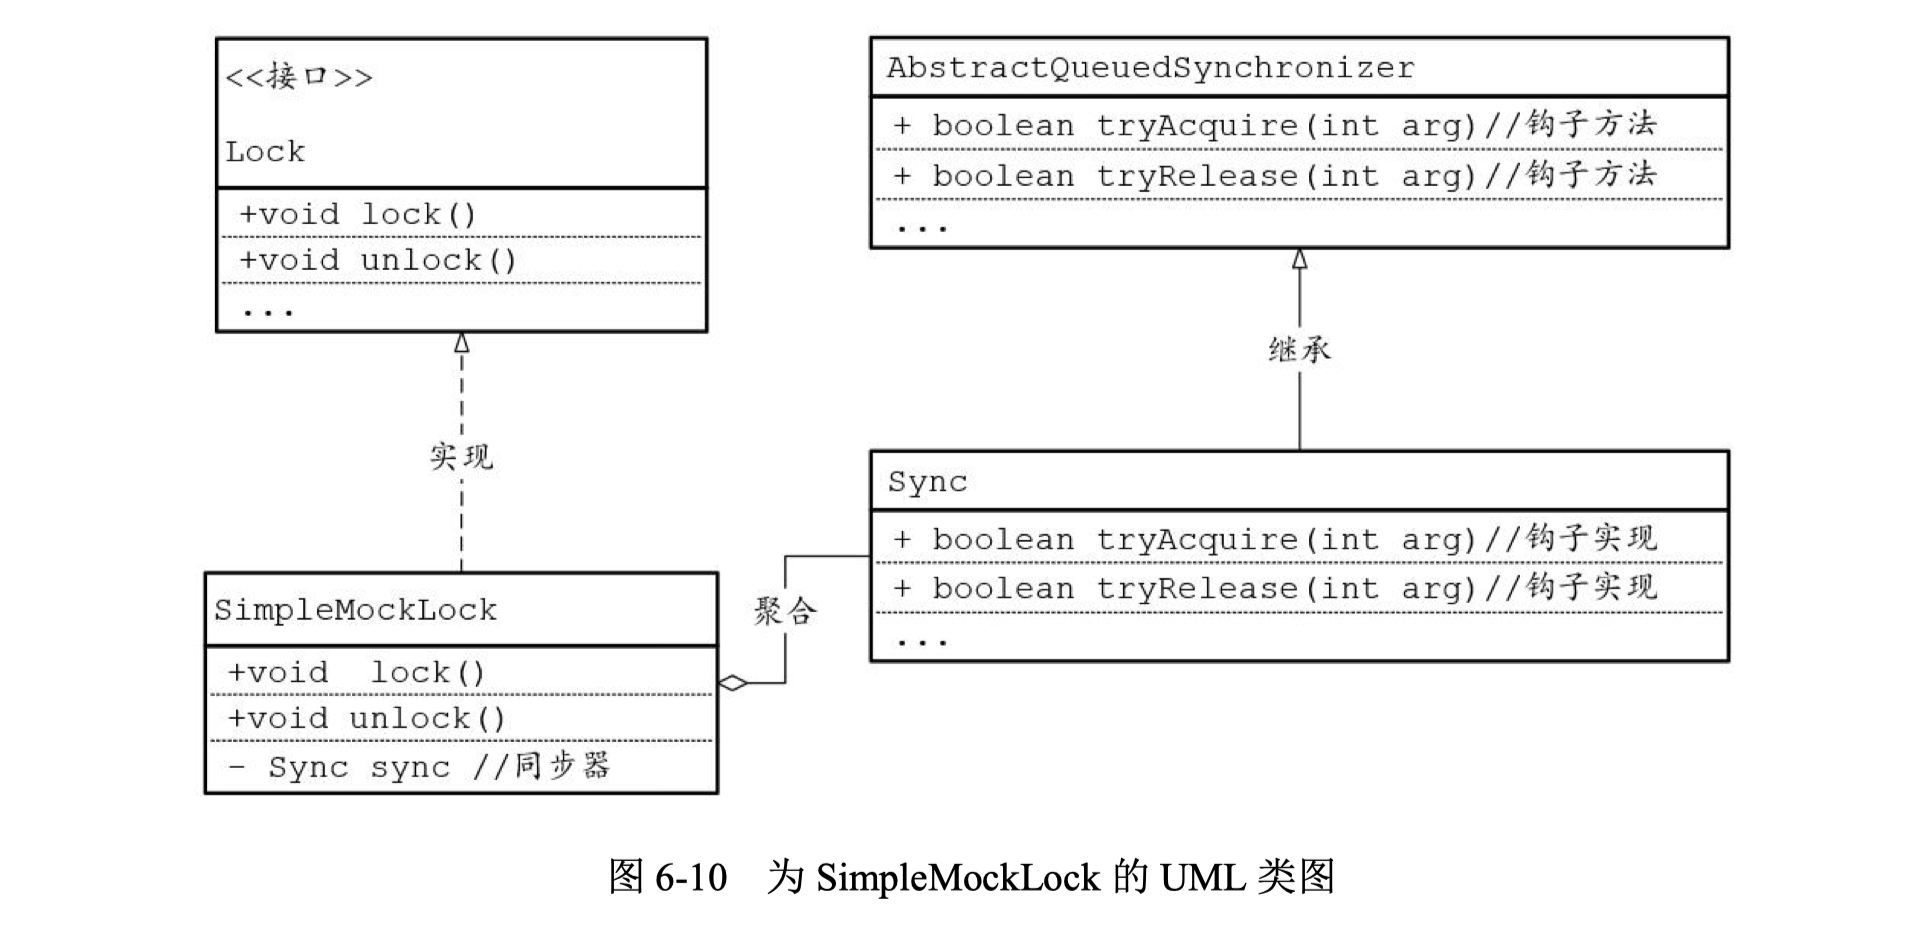 <<接口>>
Lock
+void lock()
+void unlock()
...
AbstractQueuedSynchronizer
+ boolean tryAcquire(int arg)//钩子方法
+ boolean tryRelease(int arg)//钩子方法
...
实现
继承
SimpleMockLock
+void  lock()
+void unlock()
- Sync sync //同步器
聚合
Sync
+ boolean tryAcquire(int arg)//钩子实现
+ boolean tryRelease(int arg)//钩子实现
...
图 6-10　为 SimpleMockLock 的 UML 类图